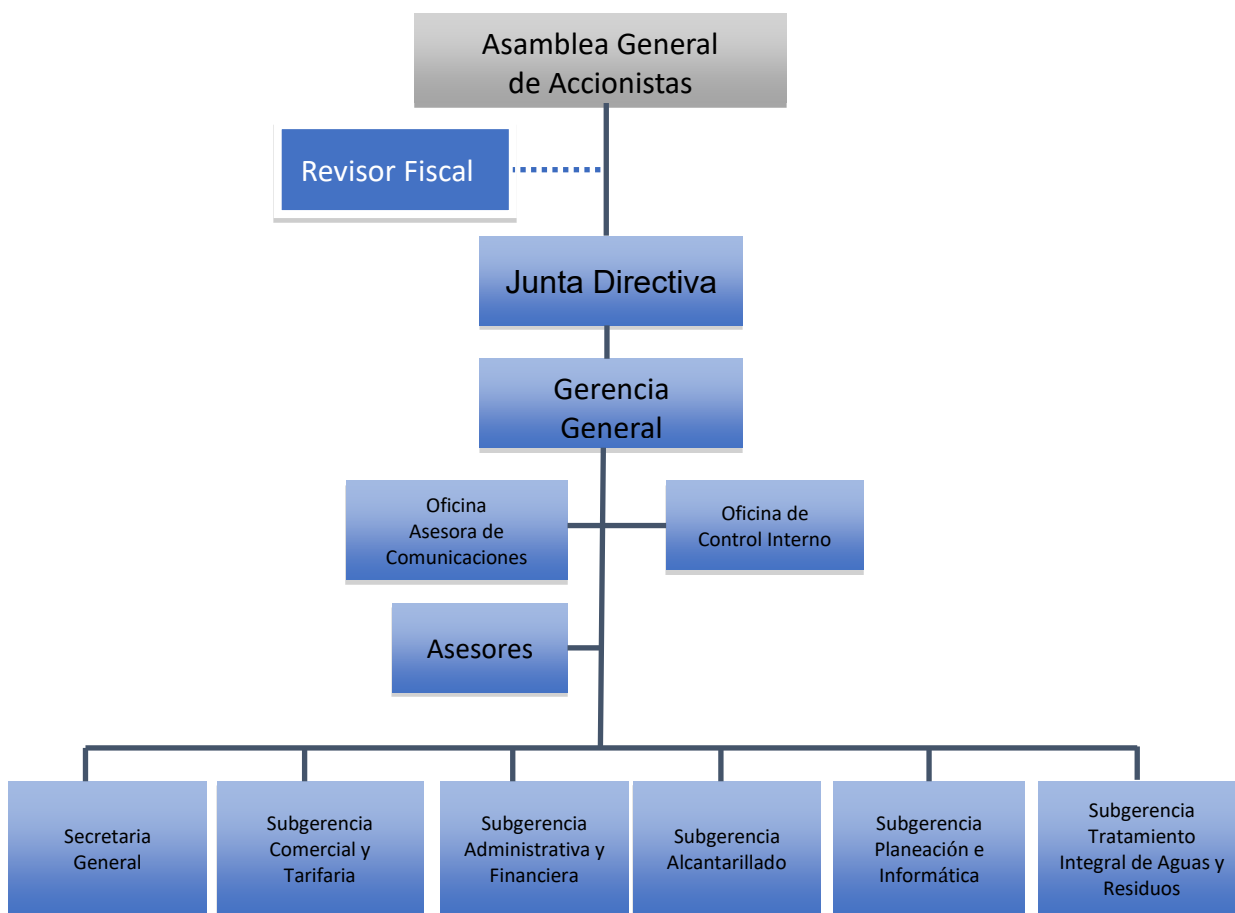 Asamblea General
de Accionistas
Revisor Fiscal
Junta Directiva
Gerencia
General
Oficina
Asesora de
Comunicaciones
Oficina de
Control Interno
Asesores
Secretaria
General
Subgerencia
Comercial y
Tarifaria
Subgerencia
Administrativa y
Financiera
Subgerencia
Alcantarillado
Subgerencia
Planeación e
Informática
Subgerencia
Tratamiento
Integral de Aguas y
Residuos